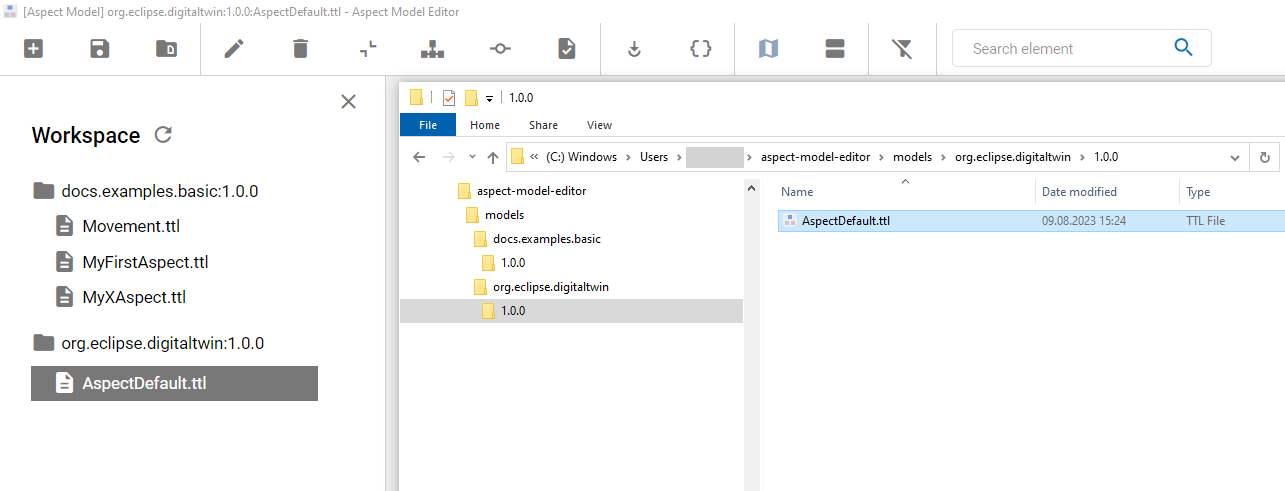 [Aspect Model] org.eclipse.digitaltwin:1.0.0:AspectDefault.ttl - Aspect Model Editor
Search element
Workspace
docs.examples.basic:1.0.0
Movement.ttl
MyFirstAspect.ttl
MyXAspect.ttl
org.eclipse.digitaltwin:1.0.0
AspectDefault.ttl
1.0.0
File Home Share View
« (C:) Windows > Users > > aspect-model-editor > models > org.eclipse.digitaltwin > 1.0.0
aspect-model-editor
models
docs.examples.basic
1.0.0
org.eclipse.digitaltwin
1.0.0
Name Date modified Type
AspectDefault.ttl 09.08.2023 15:24 TTL File